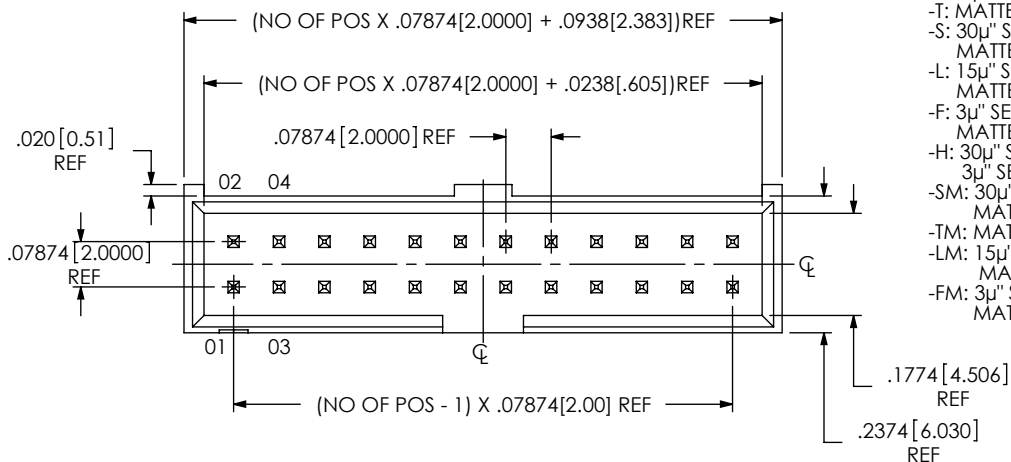 (NO OF POS X .07874[2.0000] + .0938[2.383])REF
(NO OF POS X .07874[2.0000] + .0238[.605])REF
.07874[2.0000] REF
.020[0.51]
REF
02 04
.07874[2.0000]
REF
℄
01 03
℄
(NO OF POS - 1) X .07874[2.00] REF
.1774[4.506]
REF
.2374[6.030]
REF
-T: MATTE
-S: 30µ" S
MATTE
-L: 15µ" S
MATTE
-F: 3µ" SE
MATTE
-H: 30µ" S
3µ" SE
-SM: 30µ"
MAT
-TM: MAT
-LM: 15µ"
MA
-FM: 3µ" S
MAT